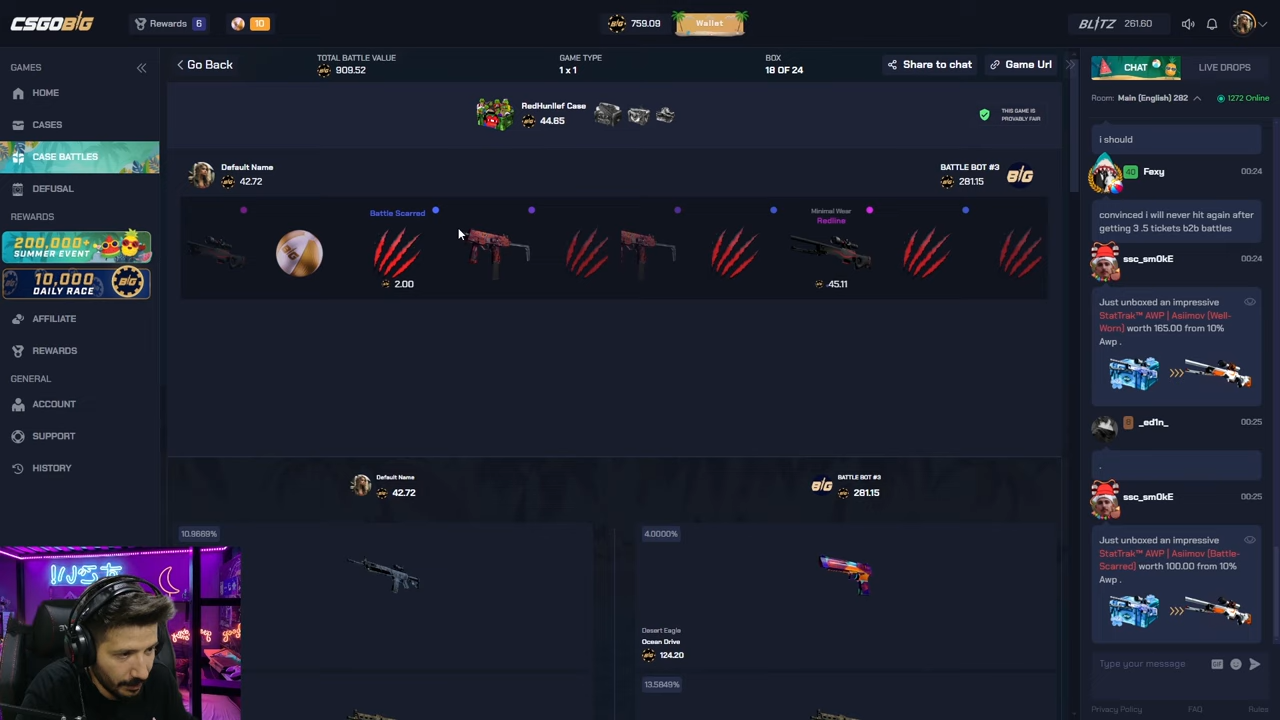 CSGOBIG
Rewards 6
10
759.09
Wallet
BLITZ 261.60
GAMES
HOME
CASES
CASE BATTLES
DEFUSAL
REWARDS
200,000+
SUMMER EVENT
10,000
DAILY RACE
AFFILIATE
REWARDS
GENERAL
ACCOUNT
SUPPORT
HISTORY
Go Back
TOTAL BATTLE VALUE
909.52
GAME TYPE
1 x 1
BOX
18 OF 24
Share to chat
Game Url
RedHunllef Case
44.65
THIS GAME IS
PROVABLY FAIR
Default Name
42.72
BATTLE BOT #3
281.15
Battle Scarred
2.00
Minimal Wear
Redline
45.11
Default Name
42.72
BATTLE BOT #3
281.15
10.9669%
4.0000%
Desert Eagle
Ocean Drive
124.20
13.5849%
CHAT
LIVE DROPS
Room: Main (English) 282
1272 Online
i should
40 Fexy 00:24
convinced i will never hit again after
getting 3 .5 tickets b2b battles
ssc_sm0kE 00:24
Just unboxed an impressive
StatTrak™ AWP | Asiimov (Well-
Worn) worth 165.00 from 10%
Awp .
_ed1n_ 00:25
.
ssc_sm0kE 00:25
Just unboxed an impressive
StatTrak™ AWP | Asiimov (Battle-
Scarred) worth 100.00 from 10%
Awp .
Type your message
GIF
Privacy Policy
FAQ
Rules